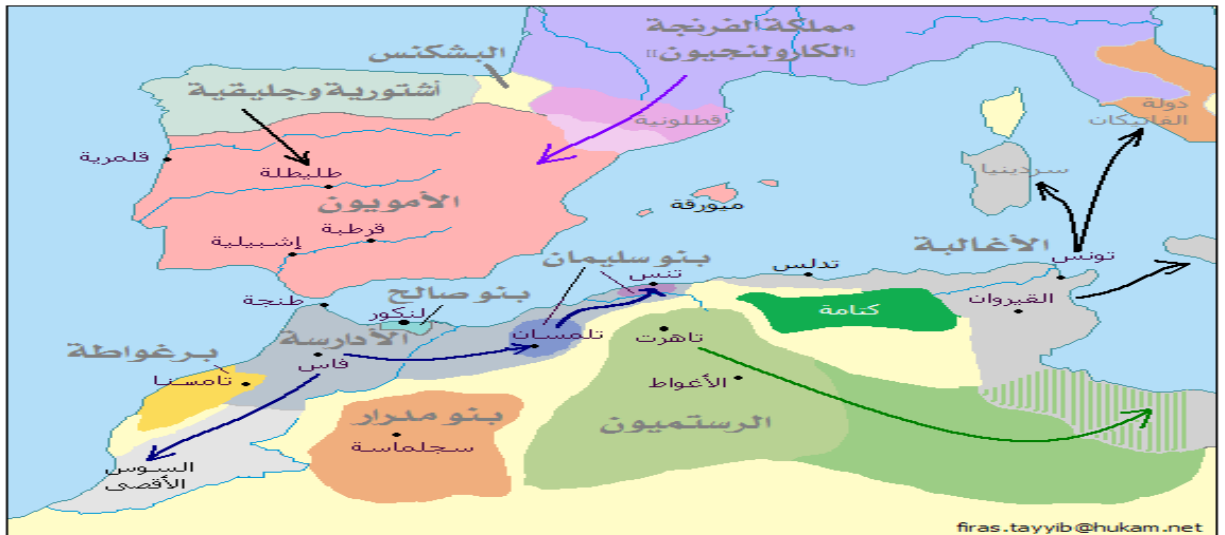 مملكة الفرنجة
[[الكارولنجيون]]
البشكنس
أشتورية وجليقية
دولة
الفاتيكان
قطلونية
قلمرية
طليطلة
سردينيا
الأمويون
ميورقة
قرطبة
إشبيلية
الأغالبة
بنو سليمان
تونس
تدلس
تنس
القيروان
بنو صالح
طنجة
لنكور
كتامة
الأدارسة
تلمسان
تاهرت
برغواطة
فاس
تامسنا
الأغواط
بنو مدرار
الرستميون
سجلماسة
السوس
الأقصى
firas.tayyib@hukam.net